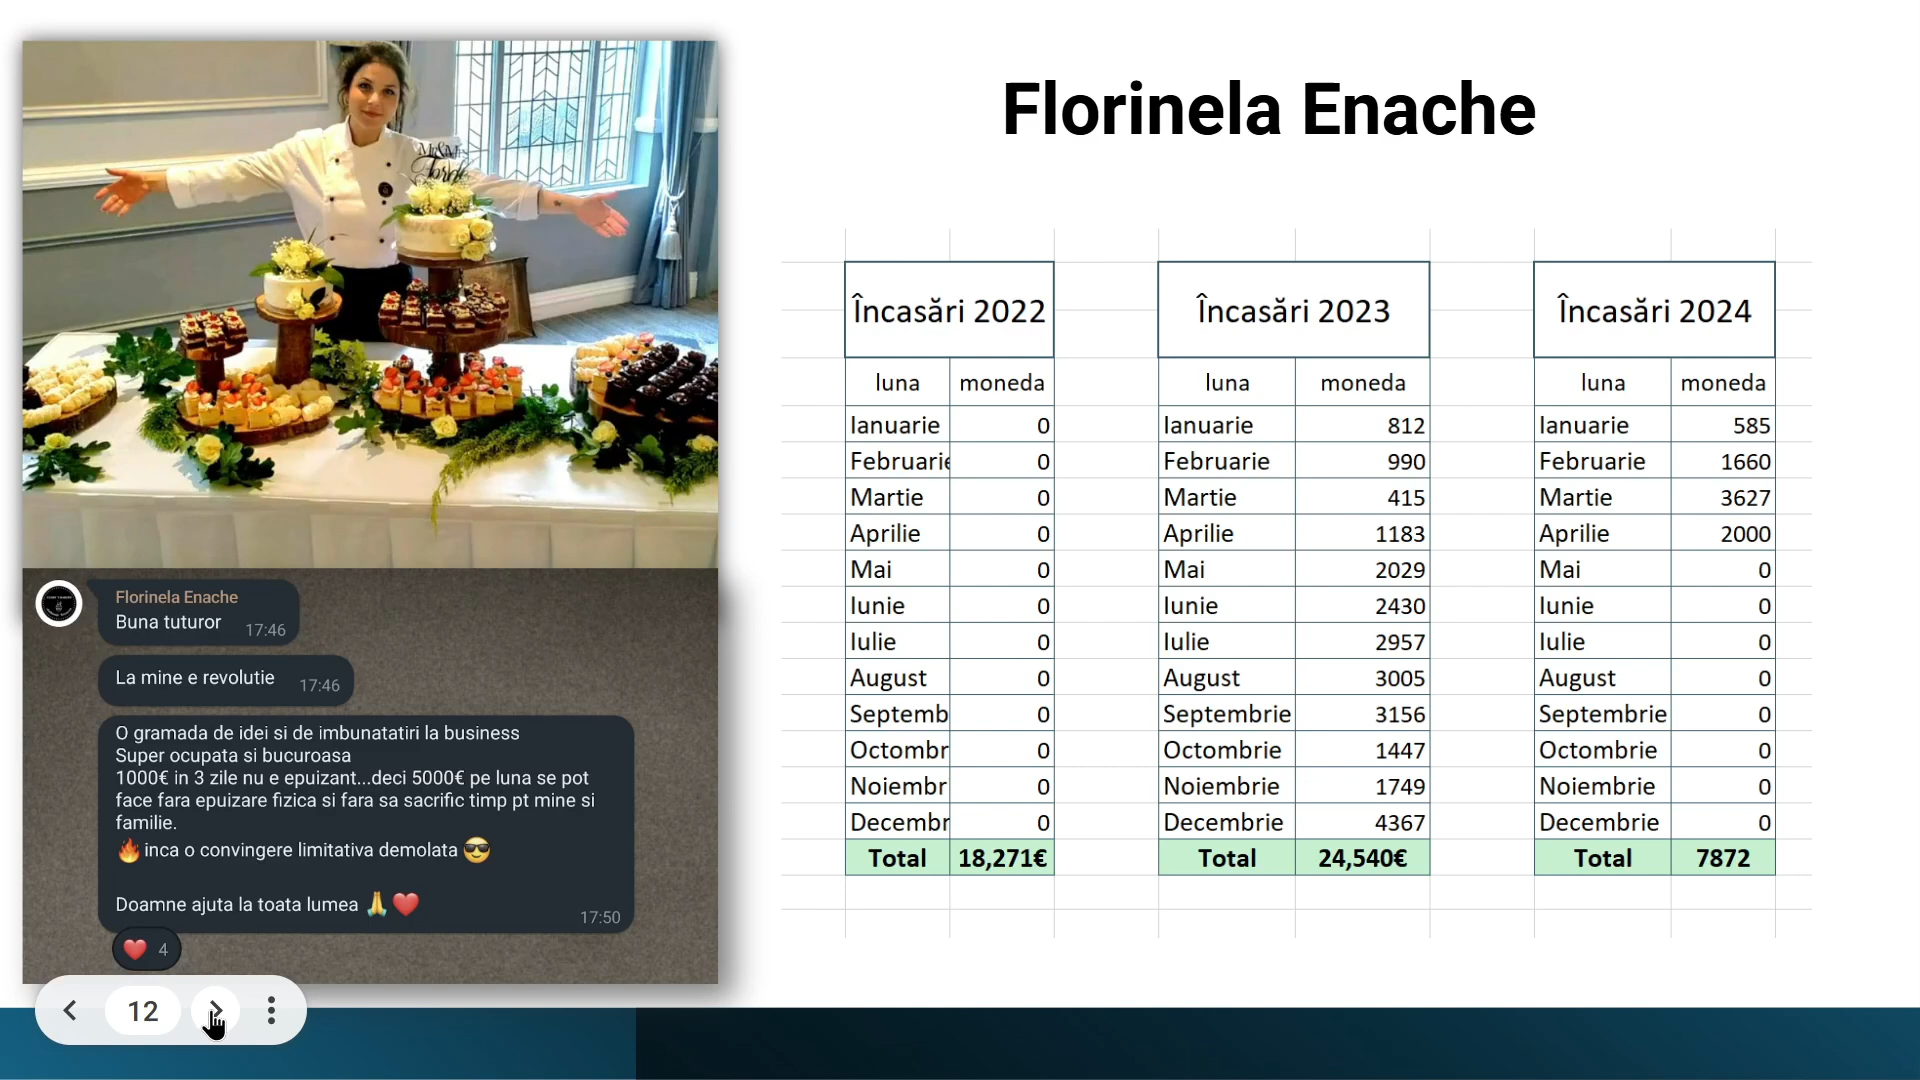 Florinela Enache
Încasări 2022
luna moneda
Ianuarie 0
Februarie 0
Martie 0
Aprilie 0
Mai 0
Iunie 0
Iulie 0
August 0
Septemb 0
Octombr 0
Noiembr 0
Decembr 0
Total 18,271€
Încasări 2023
luna moneda
Ianuarie 812
Februarie 990
Martie 415
Aprilie 1183
Mai 2029
Iunie 2430
Iulie 2957
August 3005
Septembrie 3156
Octombrie 1447
Noiembrie 1749
Decembrie 4367
Total 24,540€
Încasări 2024
luna moneda
Ianuarie 585
Februarie 1660
Martie 3627
Aprilie 2000
Mai 0
Iunie 0
Iulie 0
August 0
Septembrie 0
Octombrie 0
Noiembrie 0
Decembrie 0
Total 7872
Florinela Enache
Buna tuturor 17:46
La mine e revolutie 17:46
O gramada de idei si de imbunatatiri la business
Super ocupata si bucuroasa
1000€ in 3 zile nu e epuizant...deci 5000€ pe luna se pot
face fara epuizare fizica si fara sa sacrific timp pt mine si
familie.
🔥inca o convingere limitativa demolata 😎
Doamne ajuta la toata lumea 🙏❤️
17:50
❤️ 4
12